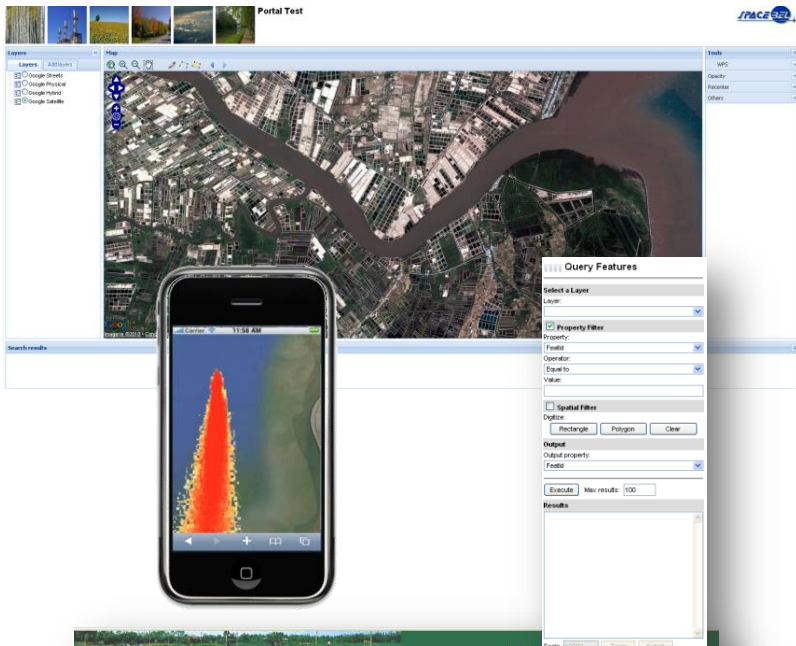 Portal Test
SPACEBEL
Layers
Map
Tools
Layers
Add layers
Google Streets
Google Physical
Google Hybrid
Google Satellite
WPS
Opacity
Recenter
Others
Query Features
Select a Layer
Layer:
Property Filter
Property:
FeatId
Operator:
Equal to
Value:
Spatial Filter
Digitize:
Rectangle Polygon Clear
Output
Output property:
FeatId
Execute Max results: 100
Results
Search results
Carrier 11:58 AM